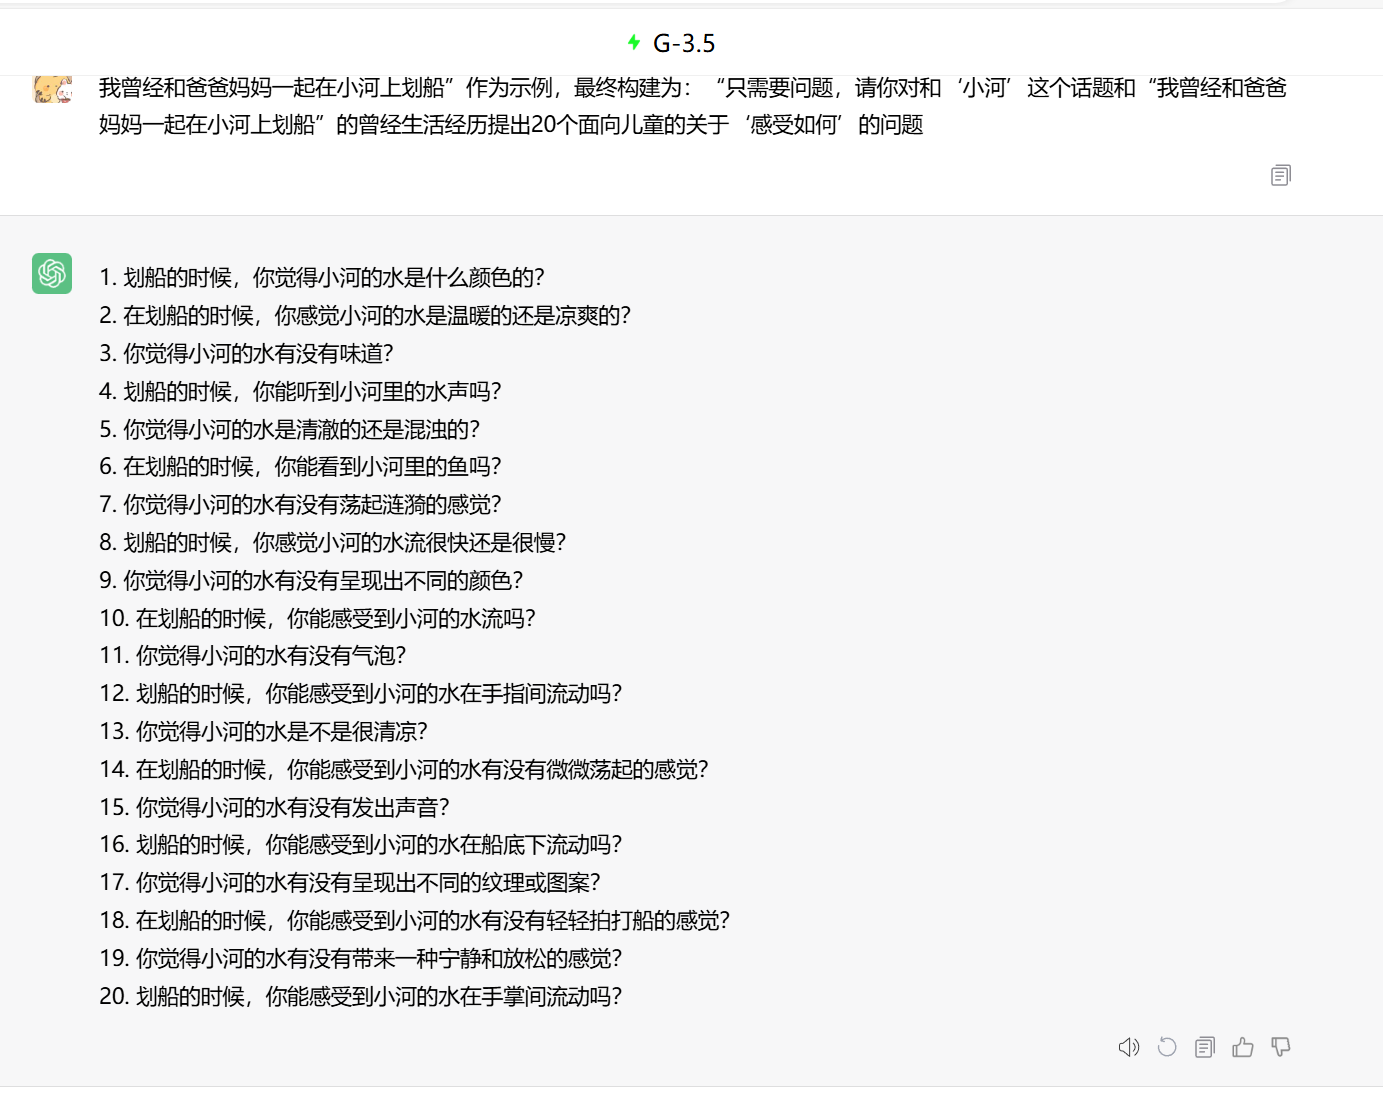 G-3.5
我曾经和爸爸妈妈一起在小河上划船”作为示例，最终构建为：“只需要问题，请你对和‘小河’这个话题和“我曾经和爸爸
妈妈一起在小河上划船”的曾经生活经历提出20个面向儿童的关于‘感受如何’的问题
1. 划船的时候，你觉得小河的水是什么颜色的？
2. 在划船的时候，你感觉小河的水是温暖的还是凉爽的？
3. 你觉得小河的水有没有味道？
4. 划船的时候，你能听到小河里的水声吗？
5. 你觉得小河的水是清澈的还是混浊的？
6. 在划船的时候，你能看到小河里的鱼吗？
7. 你觉得小河的水有没有荡起涟漪的感觉？
8. 划船的时候，你感觉小河的水流很快还是很慢？
9. 你觉得小河的水有没有呈现出不同的颜色？
10. 在划船的时候，你能感受到小河的水流吗？
11. 你觉得小河的水有没有气泡？
12. 划船的时候，你能感受到小河的水在手指间流动吗？
13. 你觉得小河的水是不是很清凉？
14. 在划船的时候，你能感受到小河的水有没有微微荡起的感觉？
15. 你觉得小河的水有没有发出声音？
16. 划船的时候，你能感受到小河的水在船底下流动吗？
17. 你觉得小河的水有没有呈现出不同的纹理或图案？
18. 在划船的时候，你能感受到小河的水有没有轻轻拍打船的感觉？
19. 你觉得小河的水有没有带来一种宁静和放松的感觉？
20. 划船的时候，你能感受到小河的水在手掌间流动吗？